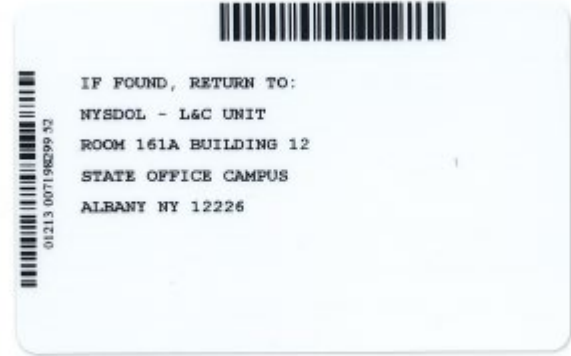 IF FOUND, RETURN TO:
NYSDOL - L&C UNIT
ROOM 161A BUILDING 12
STATE OFFICE CAMPUS
ALBANY NY 12226
01213 007198299 52